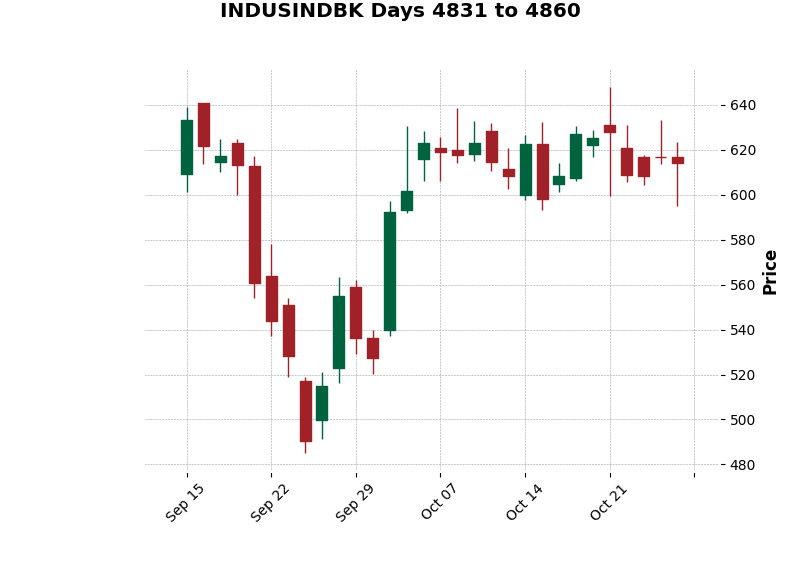 INDUSINDBK Days 4831 to 4860
640
620
600
580
560
540
520
500
480
Price
Sep 15
Sep 22
Sep 29
Oct 07
Oct 14
Oct 21